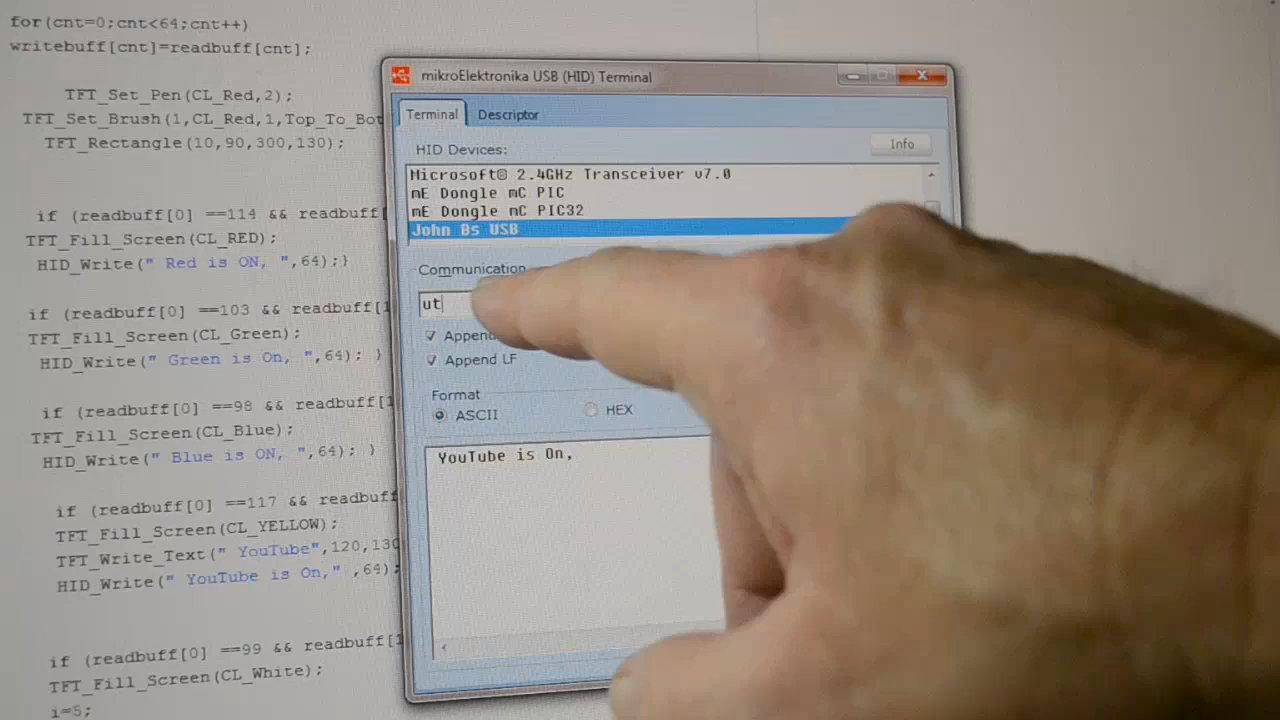 for(cnt=0;cnt<64;cnt++)
writebuff[cnt]=readbuff[cnt];
TFT_Set_Pen(CL_Red,2);
TFT_Set_Brush(1,CL_Red,1,Top_To_Bot
TFT_Rectangle(10,90,300,130);
if (readbuff[0] ==114 && readbuff[
TFT_Fill_Screen(CL_RED);
HID_Write(" Red is ON, ",64);}
if (readbuff[0] ==103 && readbuff[1
TFT_Fill_Screen(CL_Green);
HID_Write(" Green is On, ",64); }
if (readbuff[0] ==98 && readbuff[1
TFT_Fill_Screen(CL_Blue);
HID_Write(" Blue is ON, ",64); }
if (readbuff[0] ==117 && readbuff
TFT_Fill_Screen(CL_YELLOW);
TFT_Write_Text(" YouTube",120,130
HID_Write(" YouTube is On," ,64);
if (readbuff[0] ==99 && readbuff[1
TFT_Fill_Screen(CL_White);
i=5;
mikroElektronika USB (HID) Terminal
Terminal Descriptor
HID Devices:
Info
Microsoft® 2.4GHz Transceiver v7.0
mE Dongle mC PIC
mE Dongle mC PIC32
John Bs USB
Communication
ut
Append
Append LF
Format
ASCII HEX
YouTube is On,